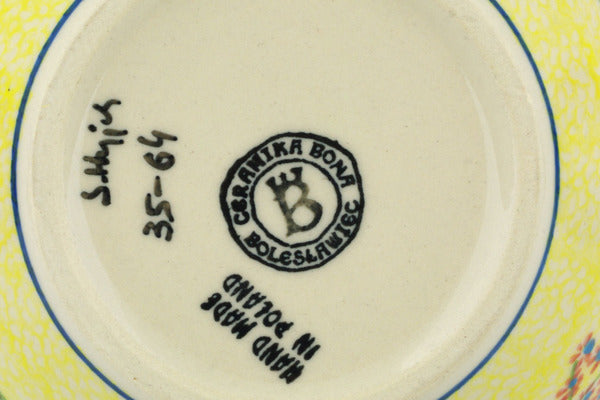 CERAMIKA BONA
B
BOLESŁAWIEC
HAND MADE
IN POLAND
35-64